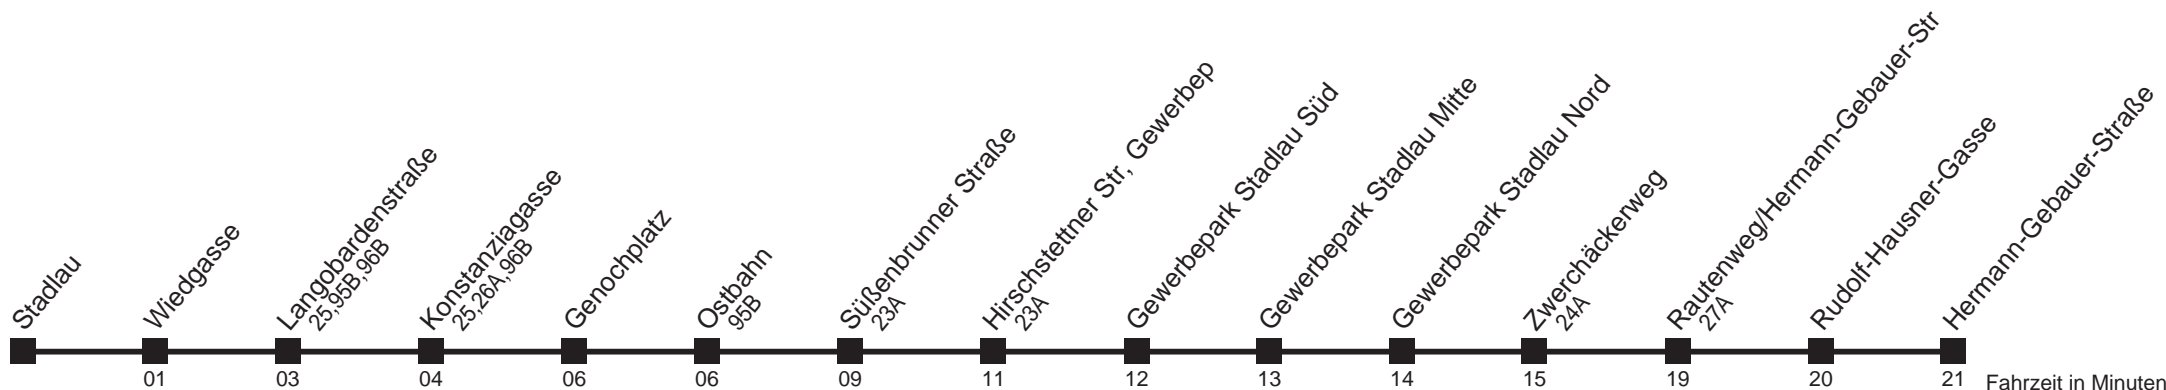 Stadlau
Wiedgasse
Langobardenstraße
25,95B,96B
Konstanziagasse
25,26A,96B
Genochplatz
Ostbahn
95B
Süßenbrunner Straße
23A
Hirschstettner Str, Gewerbep
23A
Gewerbepark Stadlau Süd
Gewerbepark Stadlau Mitte
Gewerbepark Stadlau Nord
Zwerchäckerweg
24A
Rautenweg/Hermann-Gebauer-Str
27A
Rudolf-Hausner-Gasse
Hermann-Gebauer-Straße
01 03 04 06 06 09 11 12 13 14 15 19 20 21 Fahrzeit in Minuten